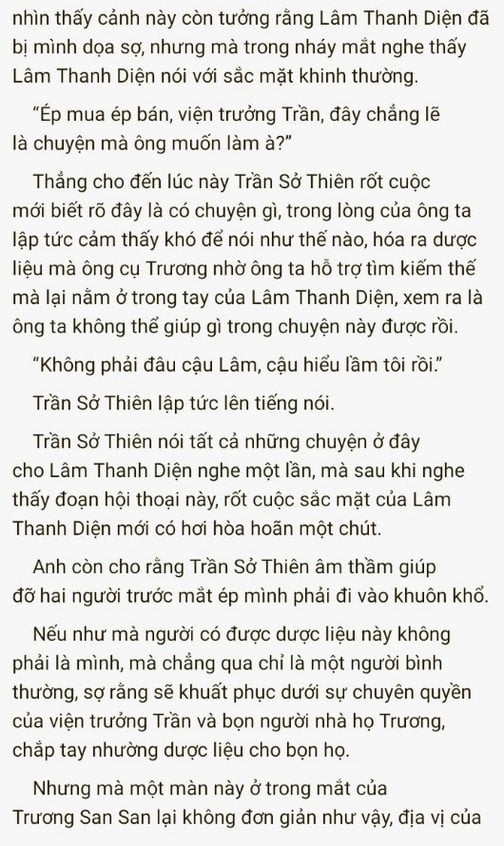 nhìn thấy cảnh này còn tưởng rằng Lâm Thanh Diện đã
bị mình dọa sợ, nhưng mà trong nháy mắt nghe thấy
Lâm Thanh Diện nói với sắc mặt khinh thường.
“Ép mua ép bán, viện trưởng Trần, đây chẳng lẽ
là chuyện mà ông muốn làm à?”
Thẳng cho đến lúc này Trần Sở Thiên rốt cuộc
mới biết rõ đây là có chuyện gì, trong lòng của ông ta
lập tức cảm thấy khó để nói như thế nào, hóa ra dược
liệu mà ông cụ Trương nhờ ông ta hỗ trợ tìm kiếm thế
mà lại nằm ở trong tay của Lâm Thanh Diện, xem ra là
ông ta không thể giúp gì trong chuyện này được rồi.
“Không phải đâu cậu Lâm, cậu hiểu lầm tôi rồi.”
Trần Sở Thiên lập tức lên tiếng nói.
Trần Sở Thiên nói tất cả những chuyện ở đây
cho Lâm Thanh Diện nghe một lần, mà sau khi nghe
thấy đoạn hội thoại này, rốt cuộc sắc mặt của Lâm
Thanh Diện mới có hơi hòa hoãn một chút.
Anh còn cho rằng Trần Sở Thiên âm thầm giúp
đỡ hai người trước mắt ép mình phải đi vào khuôn khổ.
Nếu như mà người có được dược liệu này không
phải là mình, mà chẳng qua chỉ là một người bình
thường, sợ rằng sẽ khuất phục dưới sự chuyên quyền
của viện trưởng Trần và bọn người nhà họ Trương,
chắp tay nhường dược liệu cho bọn họ.
Nhưng mà một màn này ở trong mắt của
Trương San San lại không đơn giản như vậy, địa vị của